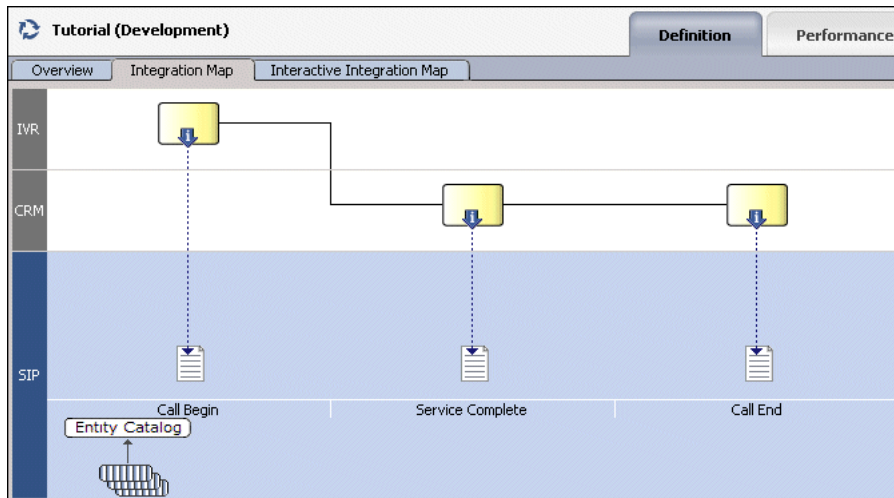 Tutorial (Development)
Definition
Performance
Overview
Integration Map
Interactive Integration Map
IVR
CRM
SIP
Call Begin
Service Complete
Call End
Entity Catalog